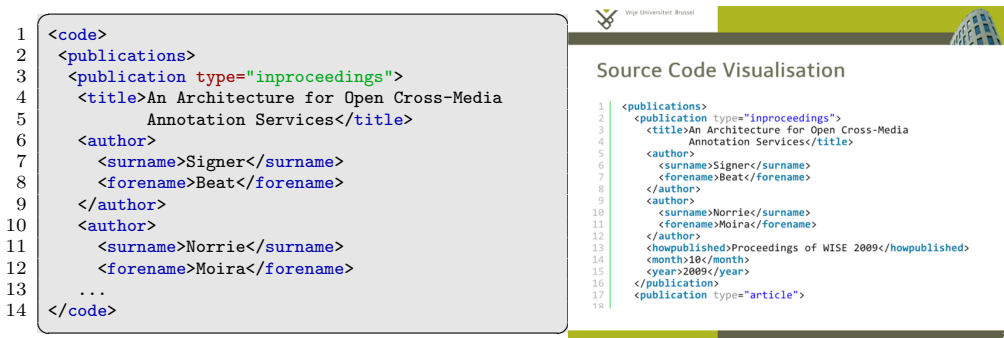 1 <code>
2 <publications>
3 <publication type="inproceedings">
4 <title>An Architecture for Open Cross-Media
5 Annotation Services</title>
6 <author>
7 <surname>Signer</surname>
8 <forename>Beat</forename>
9 </author>
10 <author>
11 <surname>Norrie</surname>
12 <forename>Moira</forename>
13 ...
14 </code>
Vrije Universiteit Brussel
Source Code Visualisation
1 <publications>
2 <publication type="inproceedings">
3 <title>An Architecture for Open Cross-Media
4 Annotation Services</title>
5 <author>
6 <surname>Signer</surname>
7 <forename>Beat</forename>
8 </author>
9 <author>
10 <surname>Norrie</surname>
11 <forename>Moira</forename>
12 </author>
13 <howpublished>Proceedings of WISE 2009</howpublished>
14 <month>10</month>
15 <year>2009</year>
16 </publication>
17 <publication type="article">
18